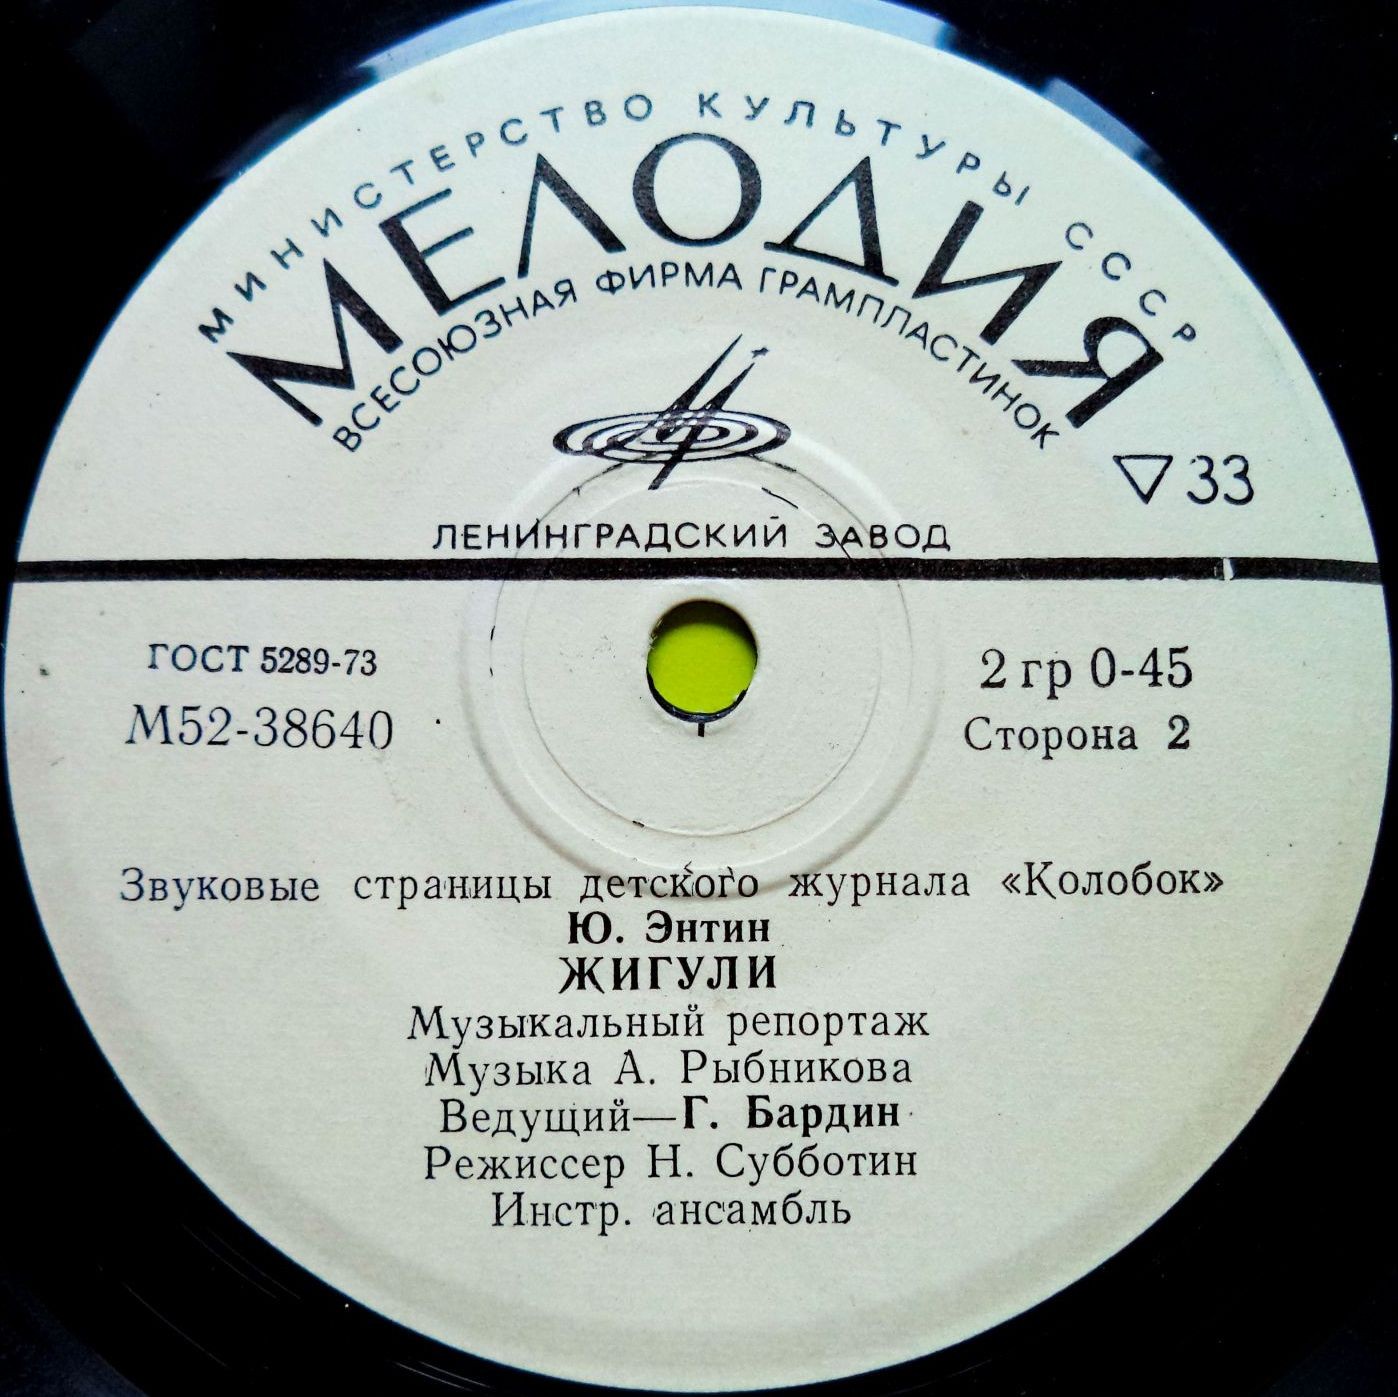 МИНИСТЕРСТВО КУЛЬТУРЫ СССР
МЕЛОДИЯ
ВСЕСОЮЗНАЯ ФИРМА ГРАМПЛАСТИНОК
▽ 33
ЛЕНИНГРАДСКИЙ ЗАВОД
ГОСТ 5289-73
М52-38640
2 гр 0-45
Сторона 2
Звуковые страницы детского журнала «Колобок»
Ю. Энтин
ЖИГУЛИ
Музыкальный репортаж
Музыка А. Рыбникова
Ведущий—Г. Бардин
Режиссер Н. Субботин
Инстр. ансамбль